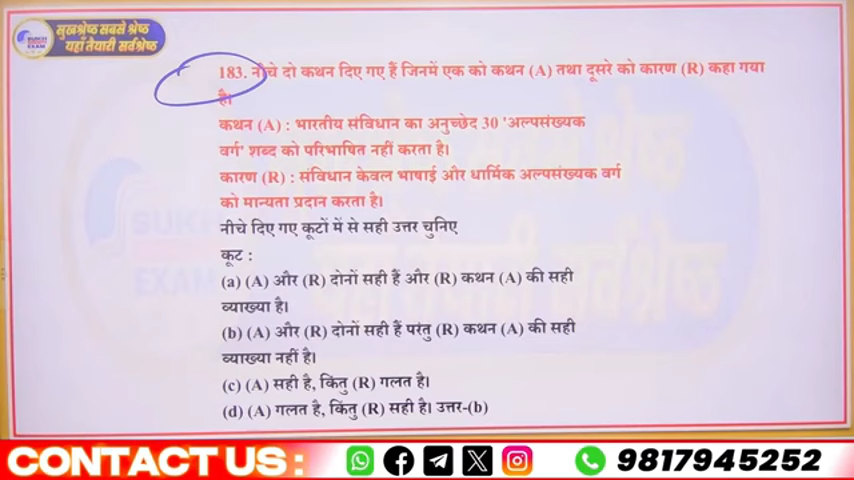 सुखश्रेष्ठ सबसे श्रेष्ठ
यहाँ तैयारी सर्वश्रेष्ठ
183. नीचे दो कथन दिए गए हैं जिनमें एक को कथन (A) तथा दूसरे को कारण (R) कहा गया
है।
कथन (A) : भारतीय संविधान का अनुच्छेद 30 'अल्पसंख्यक
वर्ग' शब्द को परिभाषित नहीं करता है।
कारण (R) : संविधान केवल भाषाई और धार्मिक अल्पसंख्यक वर्ग
को मान्यता प्रदान करता है।
नीचे दिए गए कूटों में से सही उत्तर चुनिए
कूट :
(a) (A) और (R) दोनों सही हैं और (R) कथन (A) की सही
व्याख्या है।
(b) (A) और (R) दोनों सही हैं परंतु (R) कथन (A) की सही
व्याख्या नहीं है।
(c) (A) सही है, किंतु (R) गलत है।
(d) (A) गलत है, किंतु (R) सही है। उत्तर-(b)
CONTACT US : 9817945252